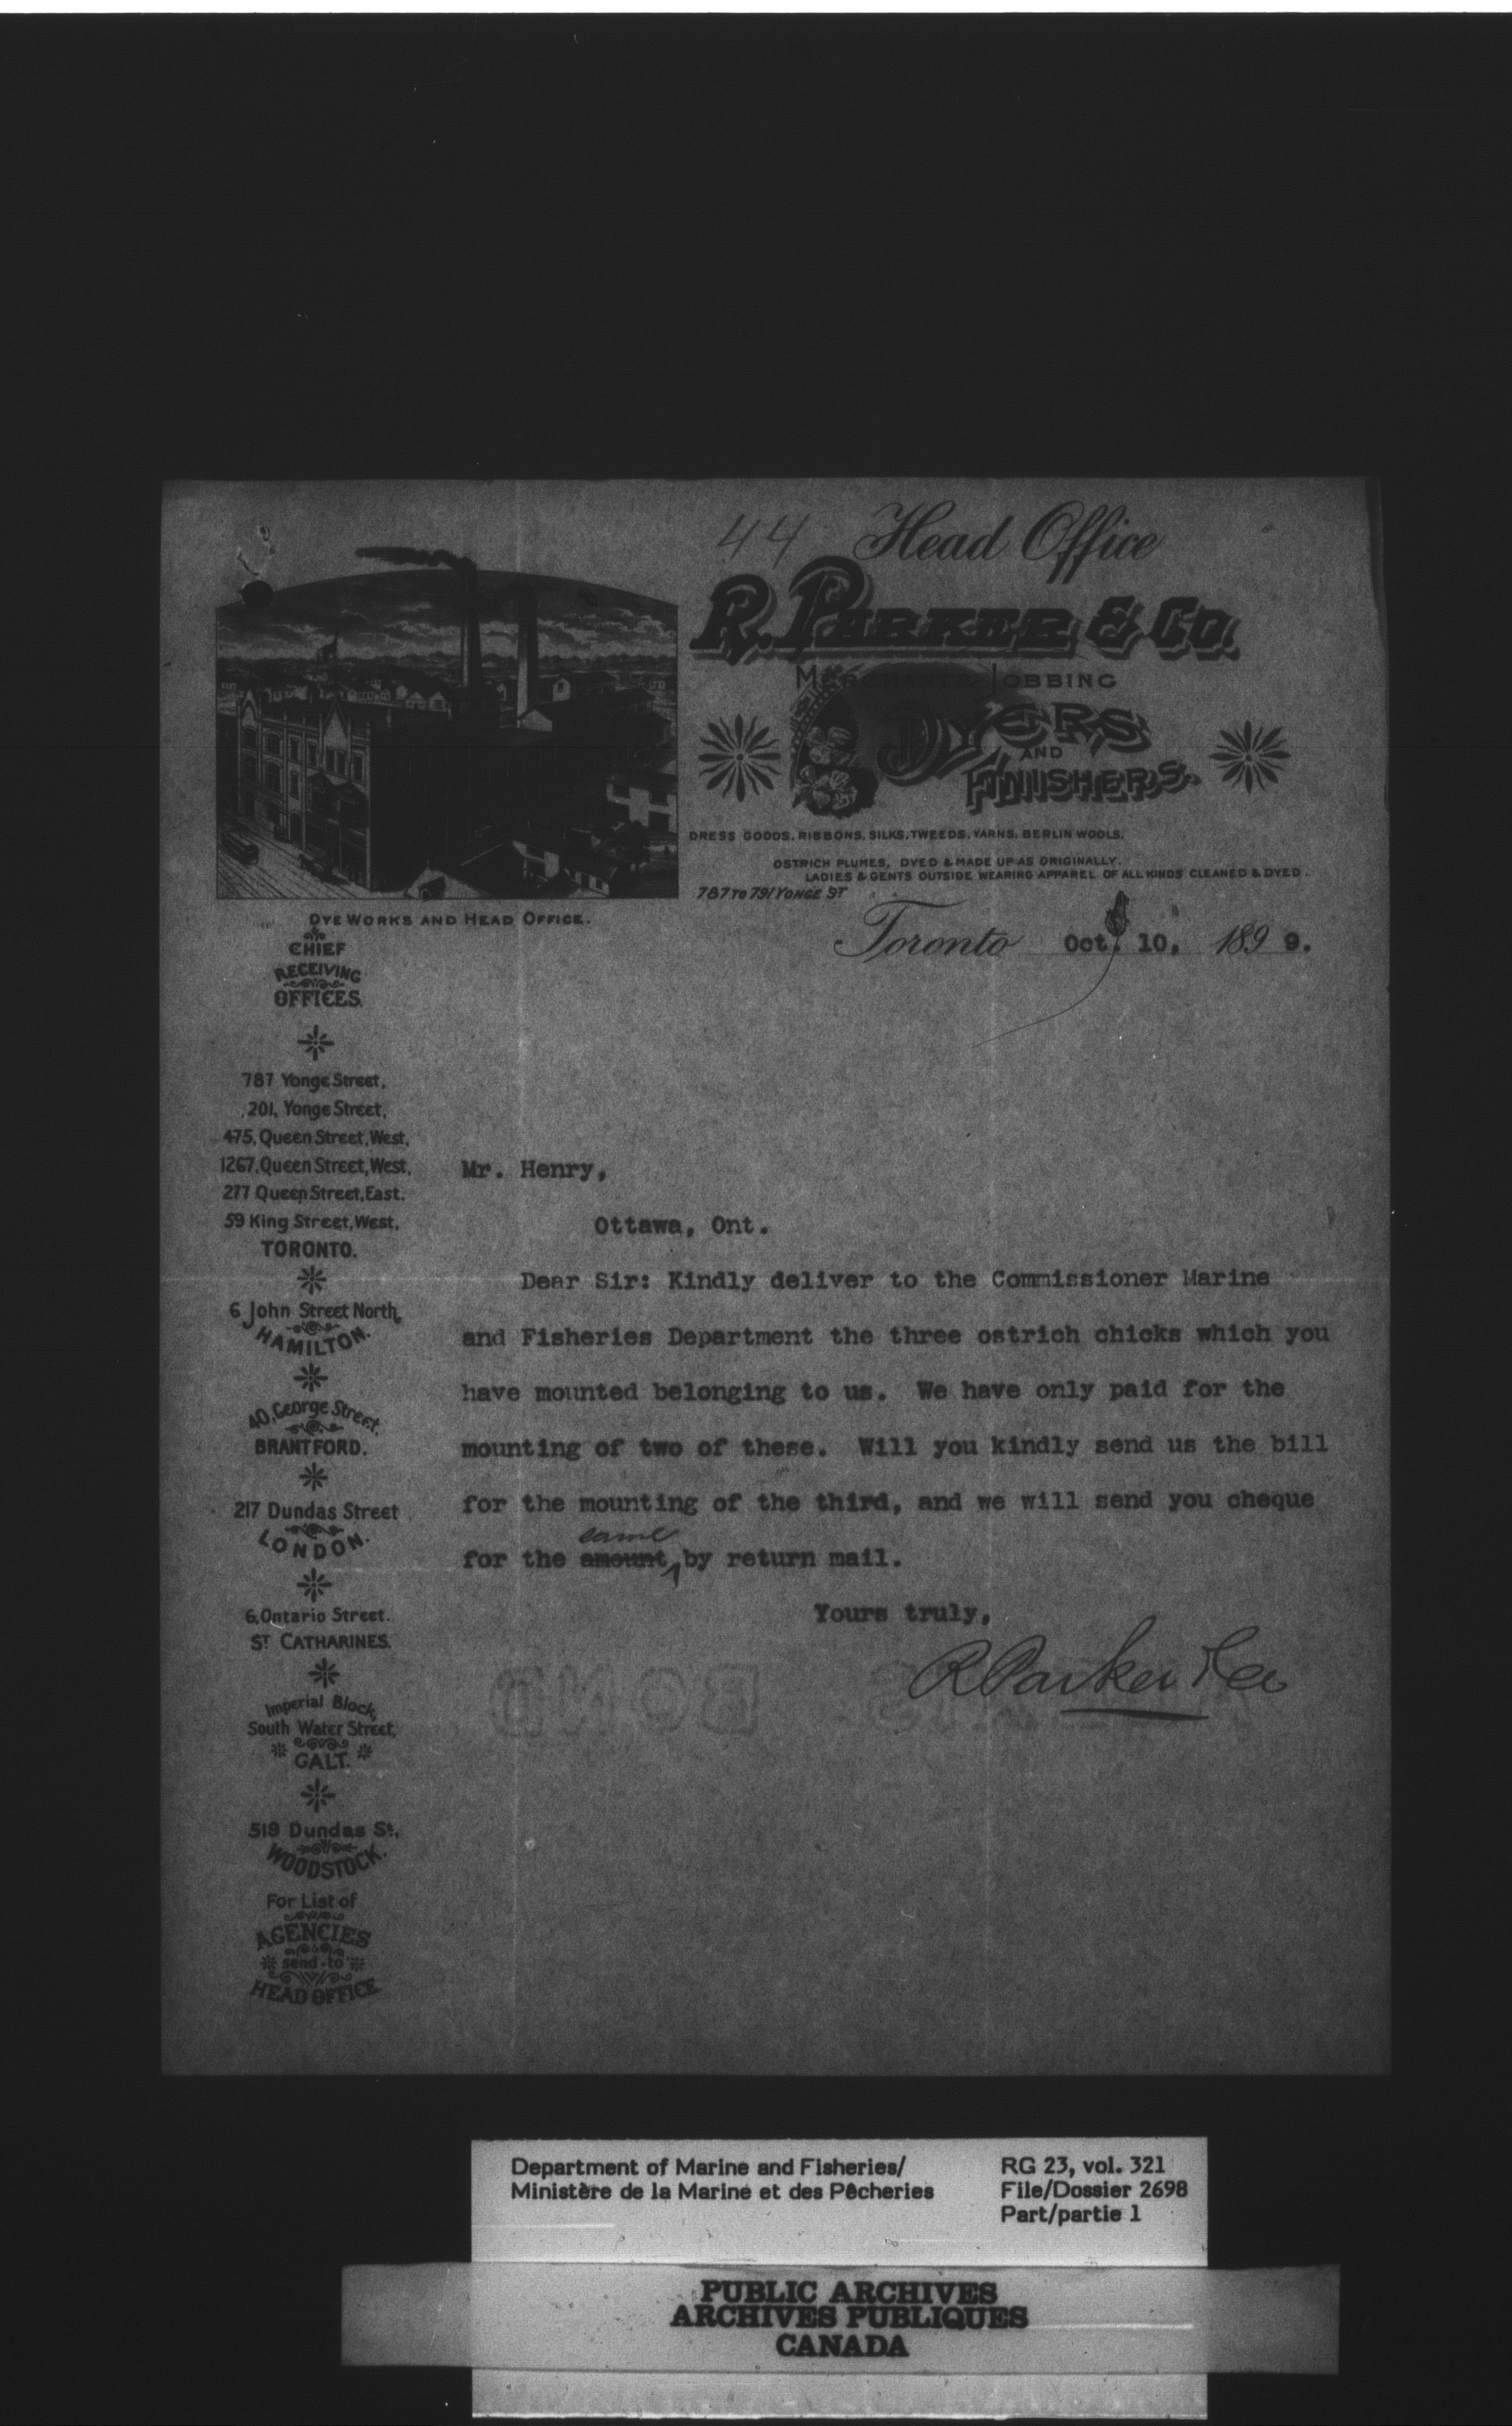 44 Head Office
R. PARKER & CO.
MERCHANT & JOBBING
DYERS
AND
FINISHERS.
DRESS GOODS, RIBBONS, SILKS, TWEEDS, YARNS, BERLIN WOOLS,
OSTRICH PLUMES, DYED & MADE UP AS ORIGINALLY.
LADIES & GENTS OUTSIDE WEARING APPAREL OF ALL KINDS CLEANED & DYED.
787 TO 791 YONGE ST
DYE WORKS AND HEAD OFFICE.
Toronto Oct. 10, 1899.
CHIEF
RECEIVING
OFFICES.
787 Yonge Street,
201, Yonge Street,
475, Queen Street, West,
1267, Queen Street, West,
277 Queen Street, East.
59 King Street, West,
TORONTO.
6 John Street North,
HAMILTON.
40, George Street,
BRANTFORD.
217 Dundas Street
LONDON.
6, Ontario Street.
ST CATHARINES.
Imperial Block,
South Water Street,
GALT.
519 Dundas St,
WOODSTOCK.
For List of
AGENCIES
send to
HEAD OFFICE
Mr. Henry,
Ottawa, Ont.
Dear Sir: Kindly deliver to the Commissioner Marine
and Fisheries Department the three ostrich chicks which you
have mounted belonging to us. We have only paid for the
mounting of two of these. Will you kindly send us the bill
for the mounting of the third, and we will send you cheque
same
for the amount, by return mail.
Yours truly,
R Parker & Co
BOND
Department of Marine and Fisheries/
Ministère de la Marine et des Pêcheries
RG 23, vol. 321
File/Dossier 2698
Part/partie 1
PUBLIC ARCHIVES
ARCHIVES PUBLIQUES
CANADA